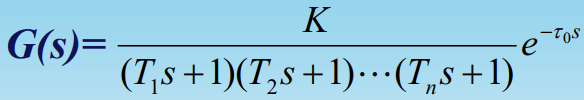 G(s)= K / (T₁s+1)(T₂s+1)⋯(Tₙs+1) e^{-τ₀s}